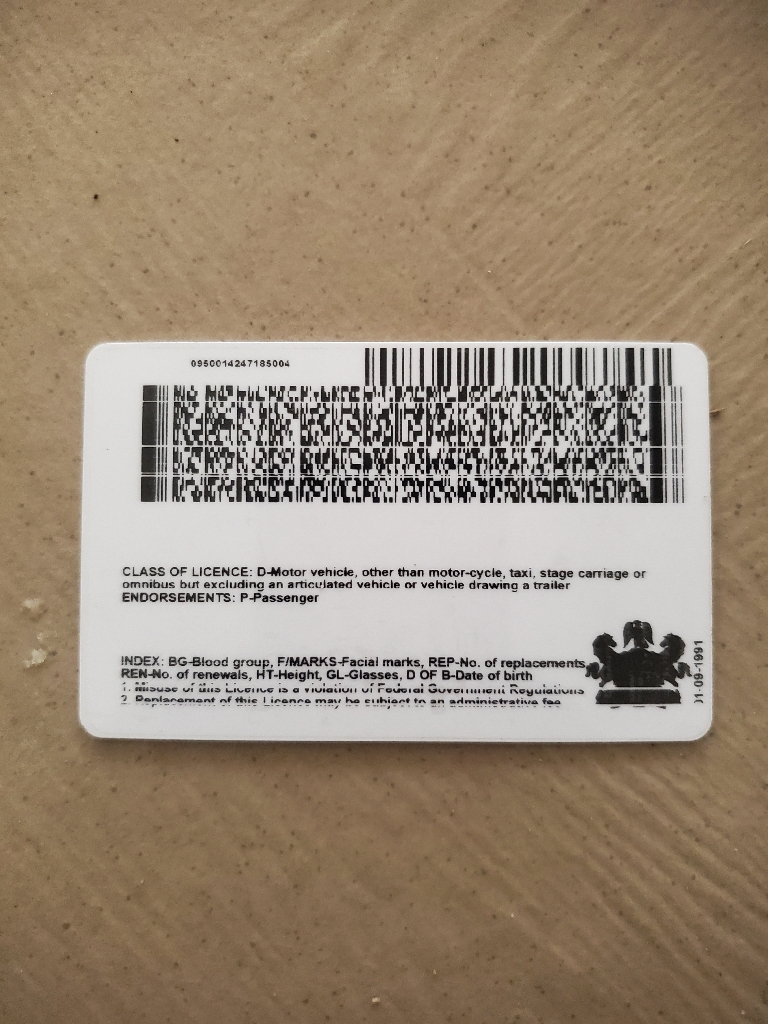 0950014247185004
CLASS OF LICENCE: D-Motor vehicle, other than motor-cycle, taxi, stage carriage or
omnibus but excluding an articulated vehicle or vehicle drawing a trailer
ENDORSEMENTS: P-Passenger
INDEX: BG-Blood group, F/MARKS-Facial marks, REP-No. of replacements,
REN-No. of renewals, HT-Height, GL-Glasses, D OF B-Date of birth
1. Misuse of this Licence is a violation of Federal Government Regulations
2. Replacement of this Licence may be subject to an administrative fee
01-09-1991